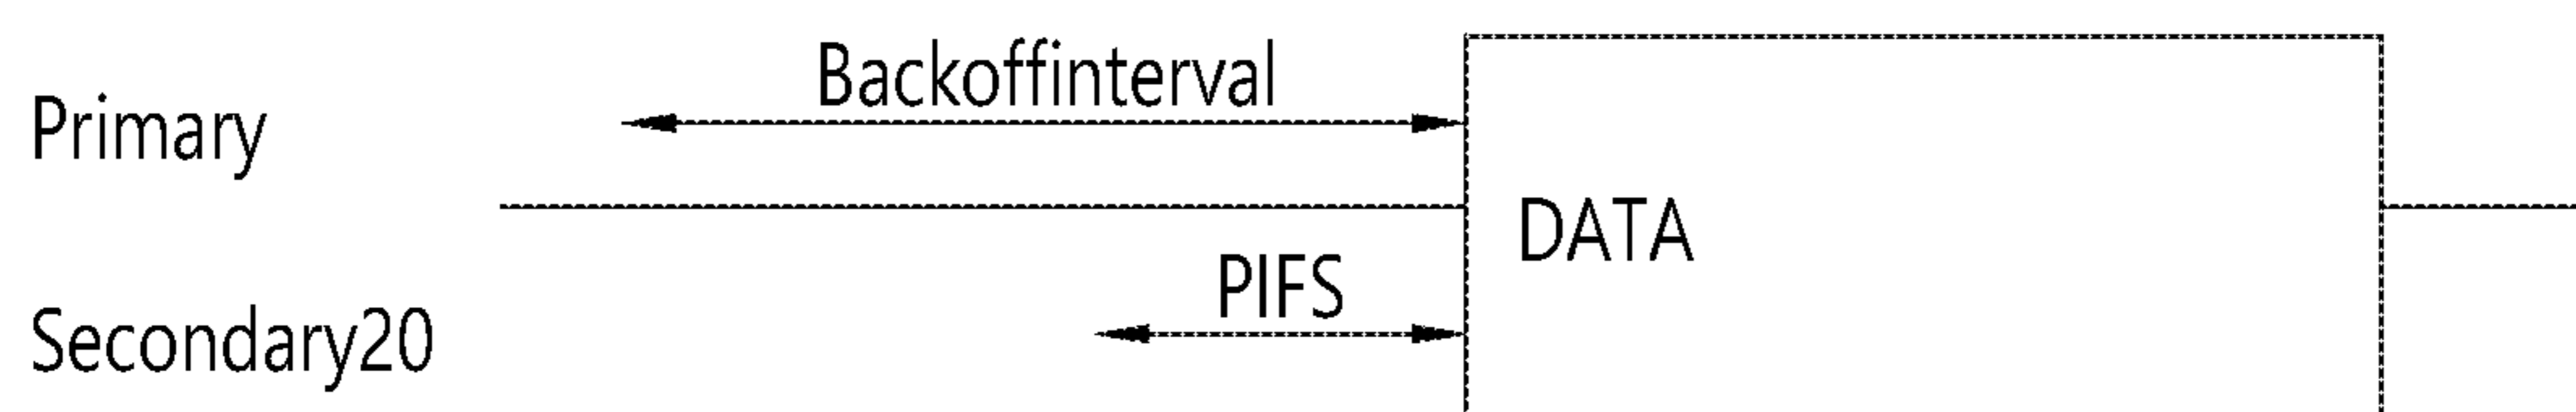 Backoffinterval
Primary
DATA
PIFS
Secondary20